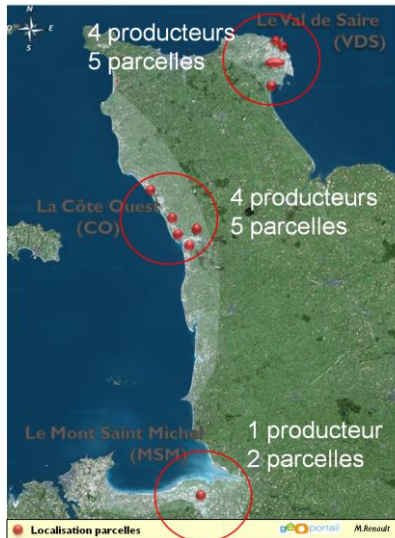 N
O
E
S
Le Val de Saire
(VDS)
4 producteurs
5 parcelles
La Côte Ouest
(CO)
4 producteurs
5 parcelles
Le Mont Saint Michel
(MSM)
1 producteur
2 parcelles
Localisation parcelles
géoportail
M.Renault